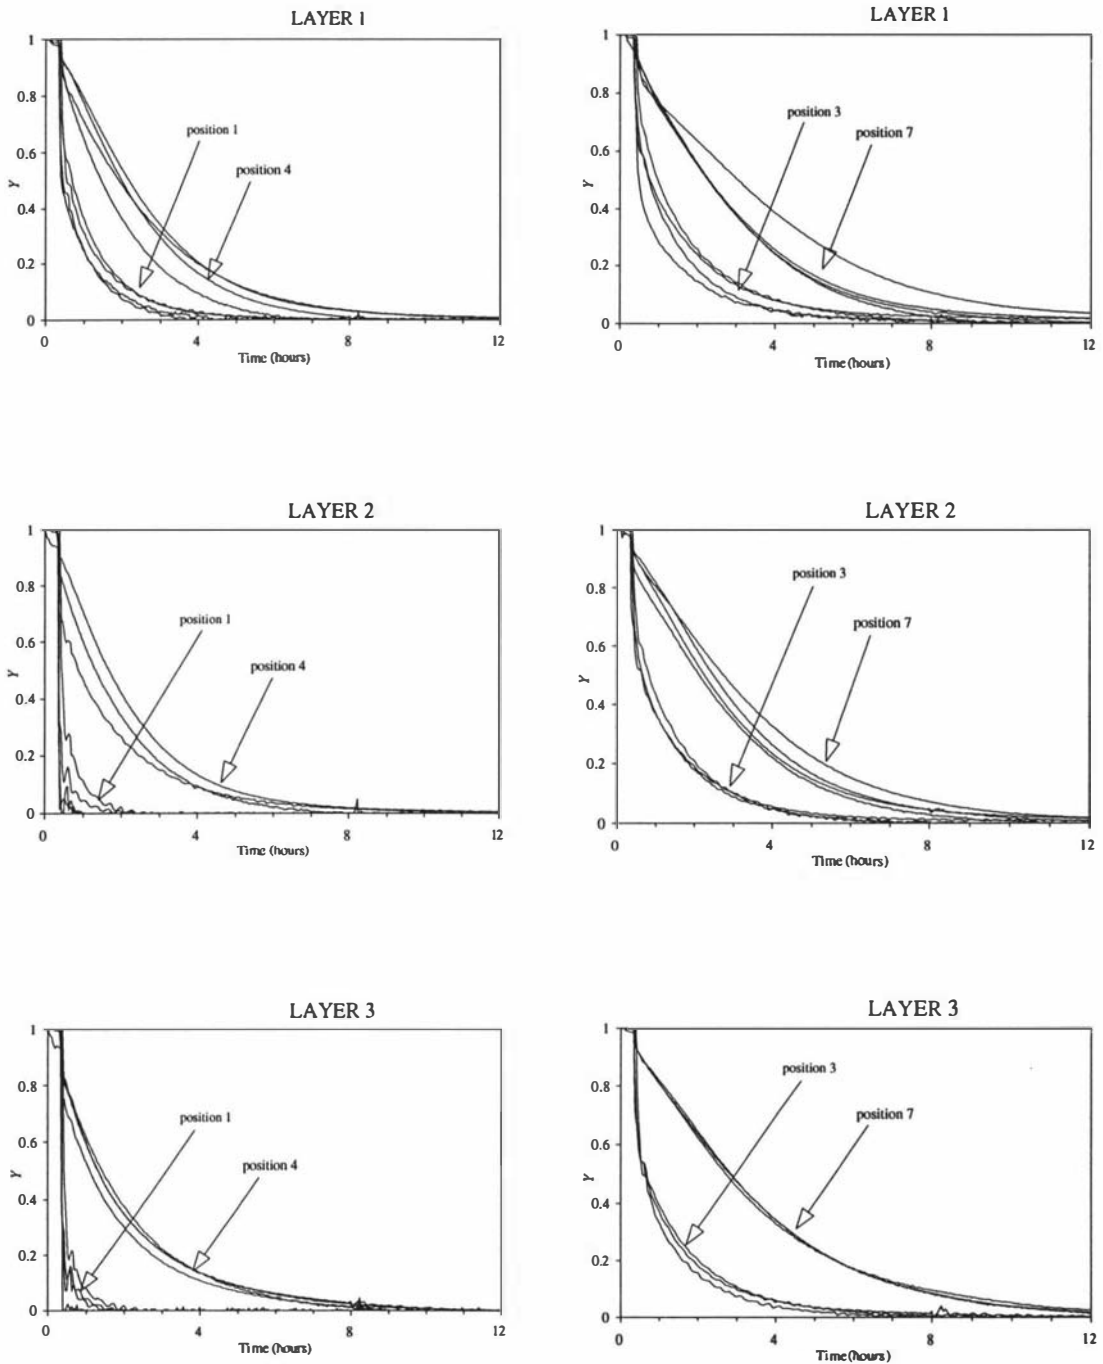 LAYER 1
1
0.8
0.6
0.4
0.2
0
Y
position 1
position 4
0
4
8
12
Time (hours)
LAYER 1
1
0.8
0.6
0.4
0.2
0
Y
position 3
position 7
0
4
8
12
Time (hours)
LAYER 2
1
0.8
0.6
0.4
0.2
0
Y
position 1
position 4
0
4
8
12
Time (hours)
LAYER 2
1
0.8
0.6
0.4
0.2
0
Y
position 3
position 7
0
4
8
12
Time (hours)
LAYER 3
1
0.8
0.6
0.4
0.2
0
Y
position 1
position 4
0
4
8
12
Time (hours)
LAYER 3
1
0.8
0.6
0.4
0.2
0
Y
position 3
position 7
0
4
8
12
Time (hours)